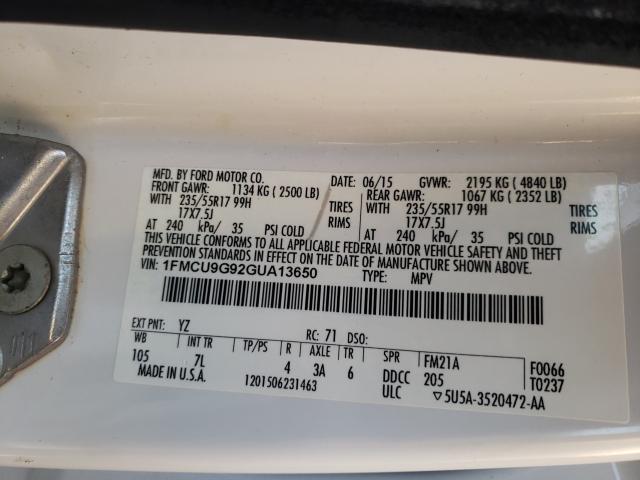 MFD. BY FORD MOTOR CO.
DATE: 06/15 GVWR: 2195 KG ( 4840 LB)
FRONT GAWR: 1134 KG ( 2500 LB) REAR GAWR: 1067 KG ( 2352 LB)
WITH 235/55R17 99H TIRES WITH 235/55R17 99H TIRES
17X7.5J RIMS 17X7.5J RIMS
AT 240 kPa/ 35 PSI COLD AT 240 kPa/ 35 PSI COLD
THIS VEHICLE CONFORMS TO ALL APPLICABLE FEDERAL MOTOR VEHICLE SAFETY AND THEFT
PREVENTION STANDARDS IN EFFECT ON THE DATE OF MANUFACTURE SHOWN ABOVE.
VIN: 1FMCU9G92GUA13650
TYPE: MPV
EXT PNT: YZ RC: 71 DSO:
WB INT TR TP/PS R AXLE TR SPR FM21A F0066
105 7L 4 3A 6 DDCC 205 T0237
MADE IN U.S.A. 1201506231463 ULC ▽5U5A-3520472-AA